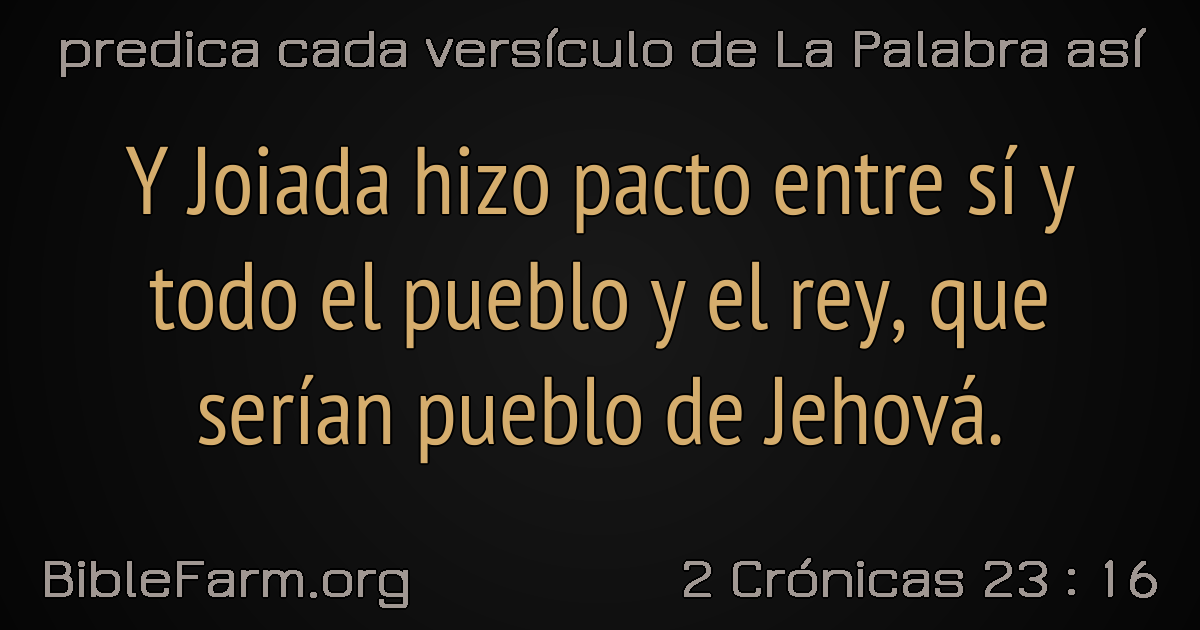 predica cada versículo de La Palabra así
Y Joiada hizo pacto entre sí y
todo el pueblo y el rey, que
serían pueblo de Jehová.
BibleFarm.org
2 Crónicas 23 : 16